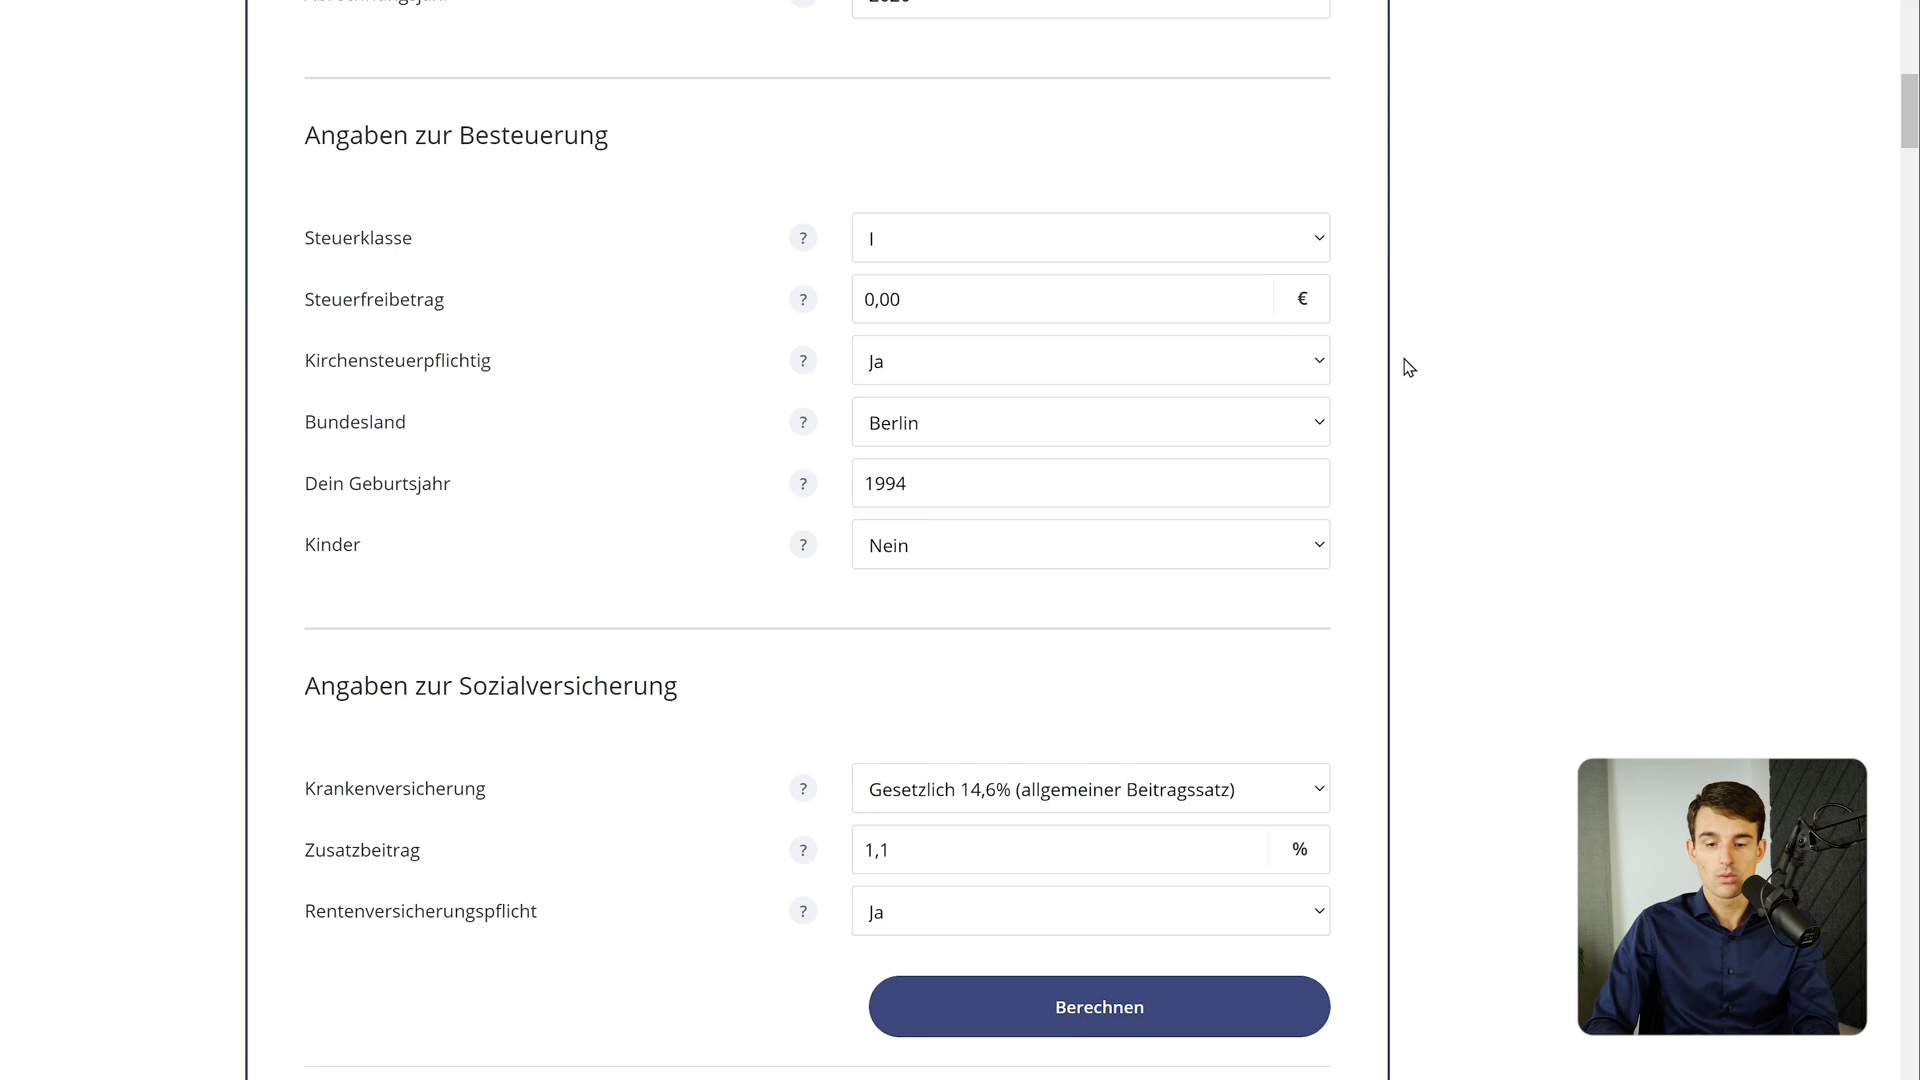 Angaben zur Besteuerung
Steuerklasse ? I
Steuerfreibetrag ? 0,00 €
Kirchensteuerpflichtig ? Ja
Bundesland ? Berlin
Dein Geburtsjahr ? 1994
Kinder ? Nein
Angaben zur Sozialversicherung
Krankenversicherung ? Gesetzlich 14,6% (allgemeiner Beitragssatz)
Zusatzbeitrag ? 1,1 %
Rentenversicherungspflicht ? Ja
Berechnen